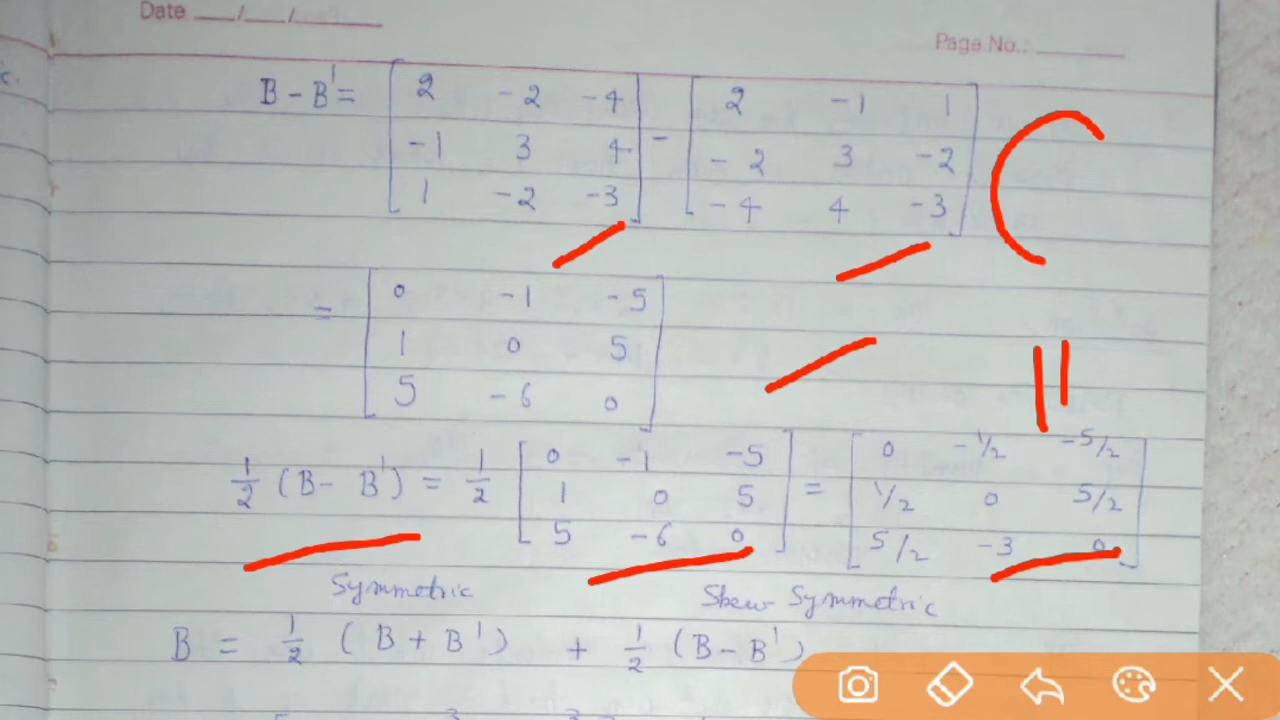 Date ___/___/______
Page No.: ______
c.
B - B' = [2 -2 -4; -1 3 4; 1 -2 -3] - [2 -1 1; -2 3 -2; -4 4 -3]
= [0 -1 -5; 1 0 5; 5 -6 0]
1/2 (B - B') = 1/2 [0 -1 -5; 1 0 5; 5 -6 0] = [0 -1/2 -5/2; 1/2 0 5/2; 5/2 -3 0]
Symmetric Skew Symmetric
B = 1/2 (B + B') + 1/2 (B - B')